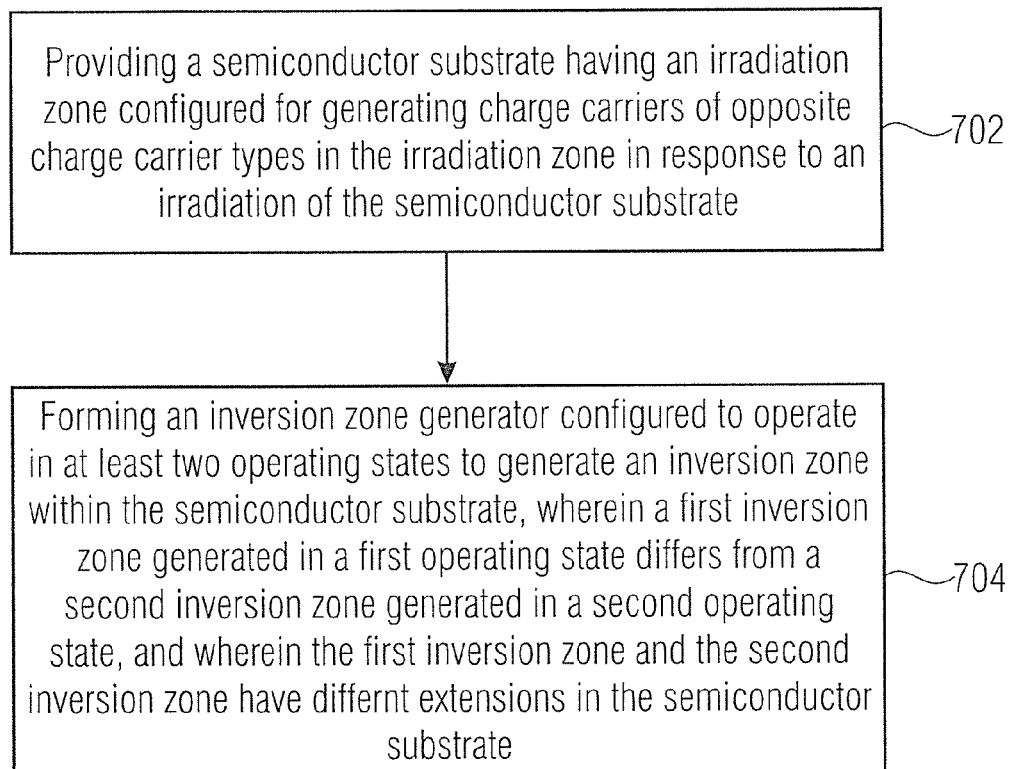 Providing a semiconductor substrate having an irradiation
zone configured for generating charge carriers of opposite
charge carrier types in the irradiation zone in response to an
irradiation of the semiconductor substrate
702
Forming an inversion zone generator configured to operate
in at least two operating states to generate an inversion zone
within the semiconductor substrate, wherein a first inversion
zone generated in a first operating state differs from a
second inversion zone generated in a second operating
state, and wherein the first inversion zone and the second
inversion zone have differnt extensions in the semiconductor
substrate
704